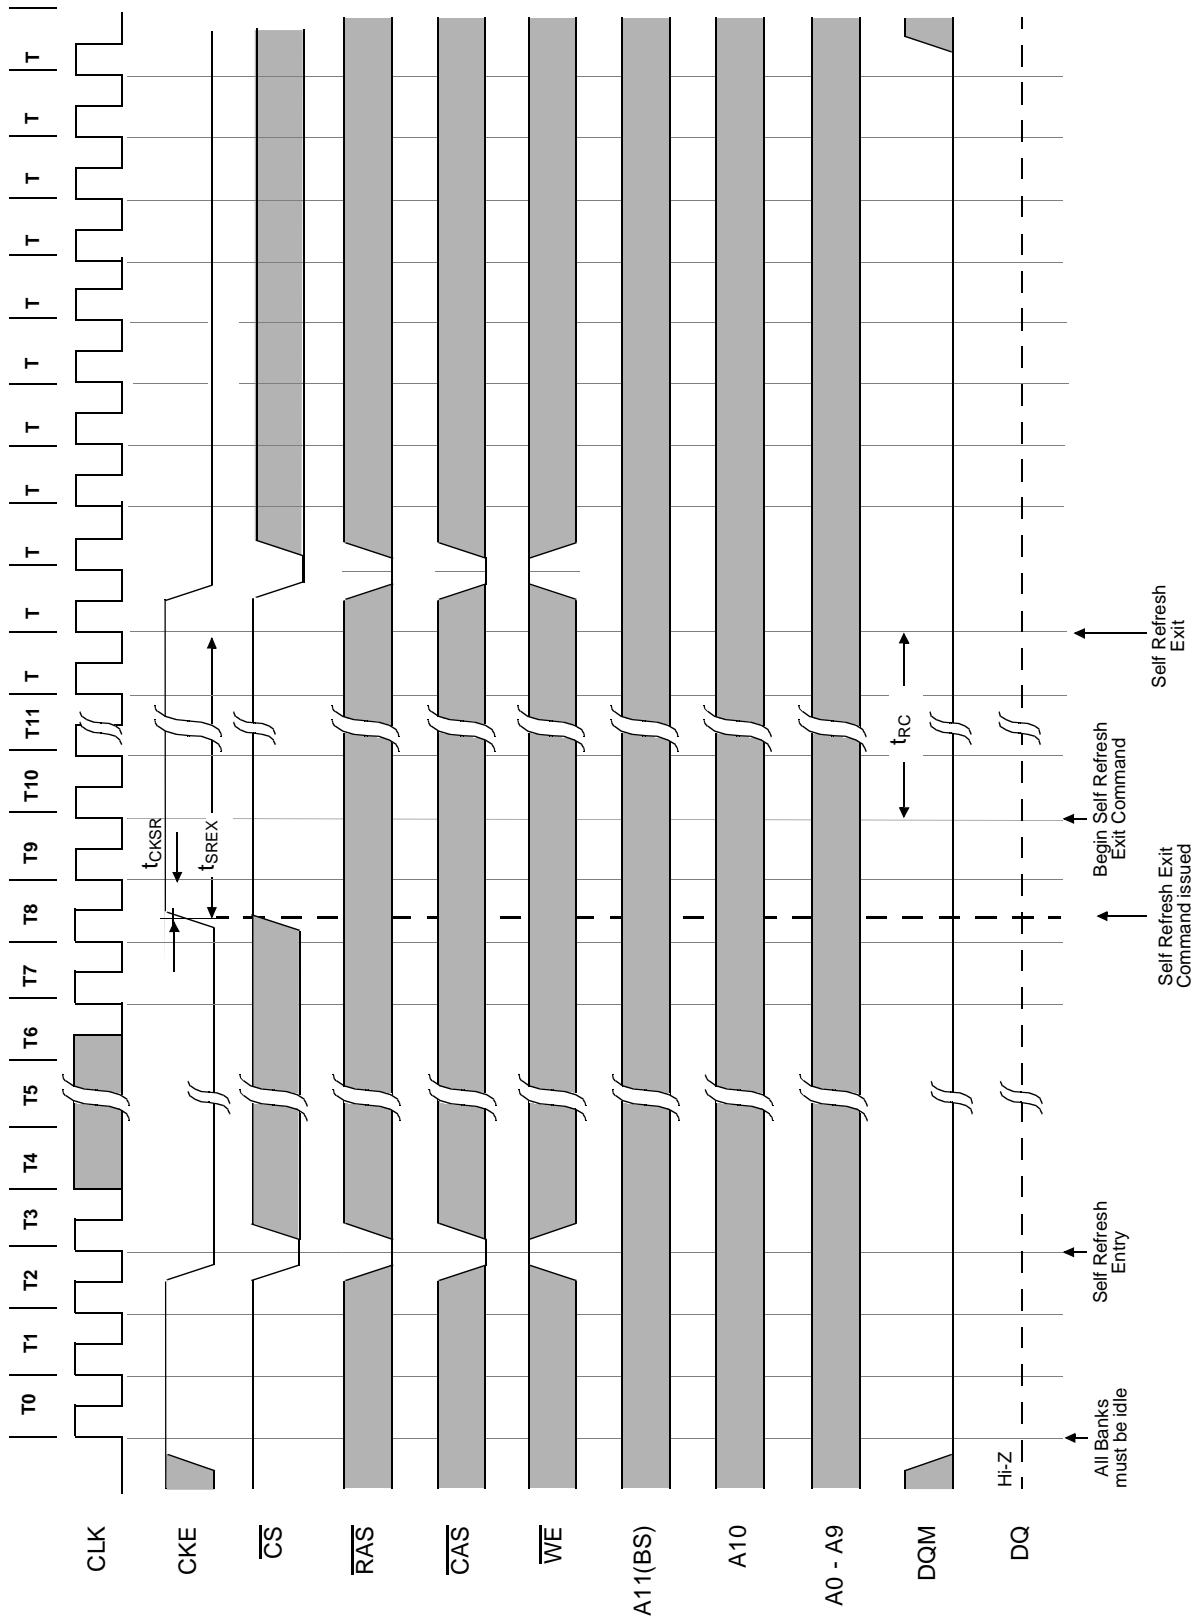 T0 T1 T2 T3 T4 T5 T6 T7 T8 T9 T10 T11 T T T T T T T T T T T
CLK
CKE
tCKSR
tSREX
CS
RAS
CAS
WE
A11(BS)
A10
A0 - A9
DQM
tRC
DQ
Hi-Z
All Banks
must be idle
Self Refresh
Entry
Begin Self Refresh
Exit Command
Self Refresh Exit
Command issued
Self Refresh
Exit